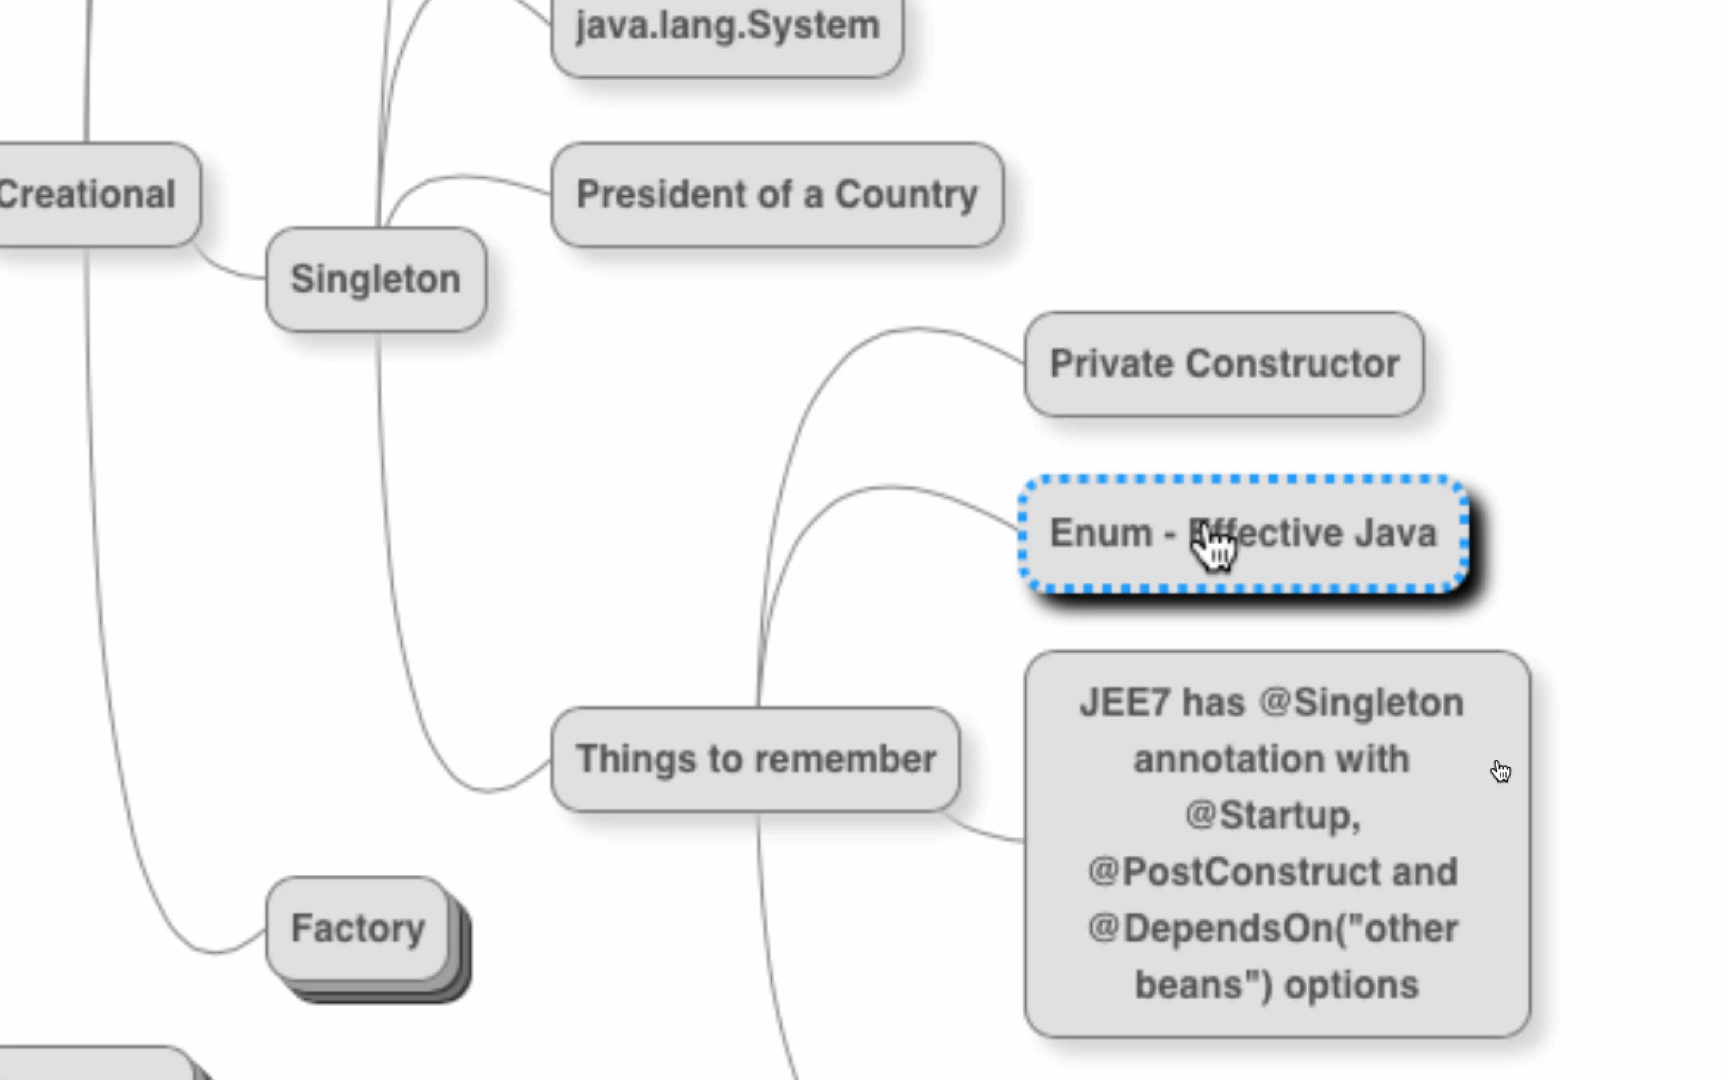 java.lang.System
Creational
President of a Country
Singleton
Private Constructor
Enum - Effective Java
Things to remember
JEE7 has @Singleton
annotation with
@Startup,
@PostConstruct and
@DependsOn("other
beans") options
Factory